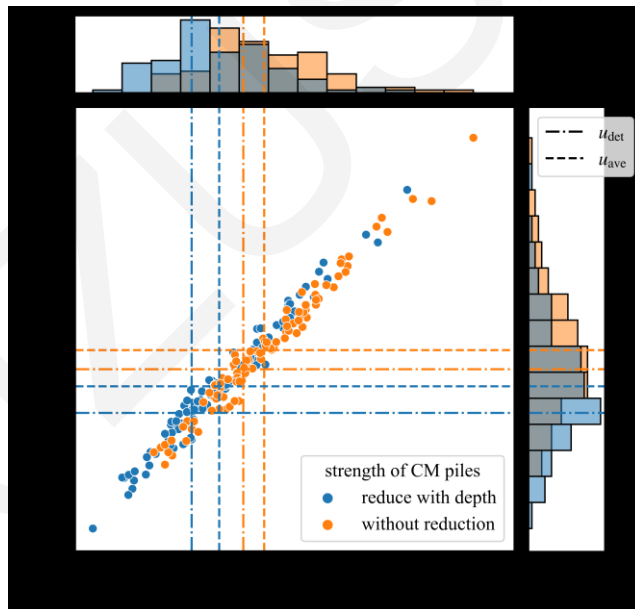 u_det
u_ave
strength of CM piles
reduce with depth
without reduction